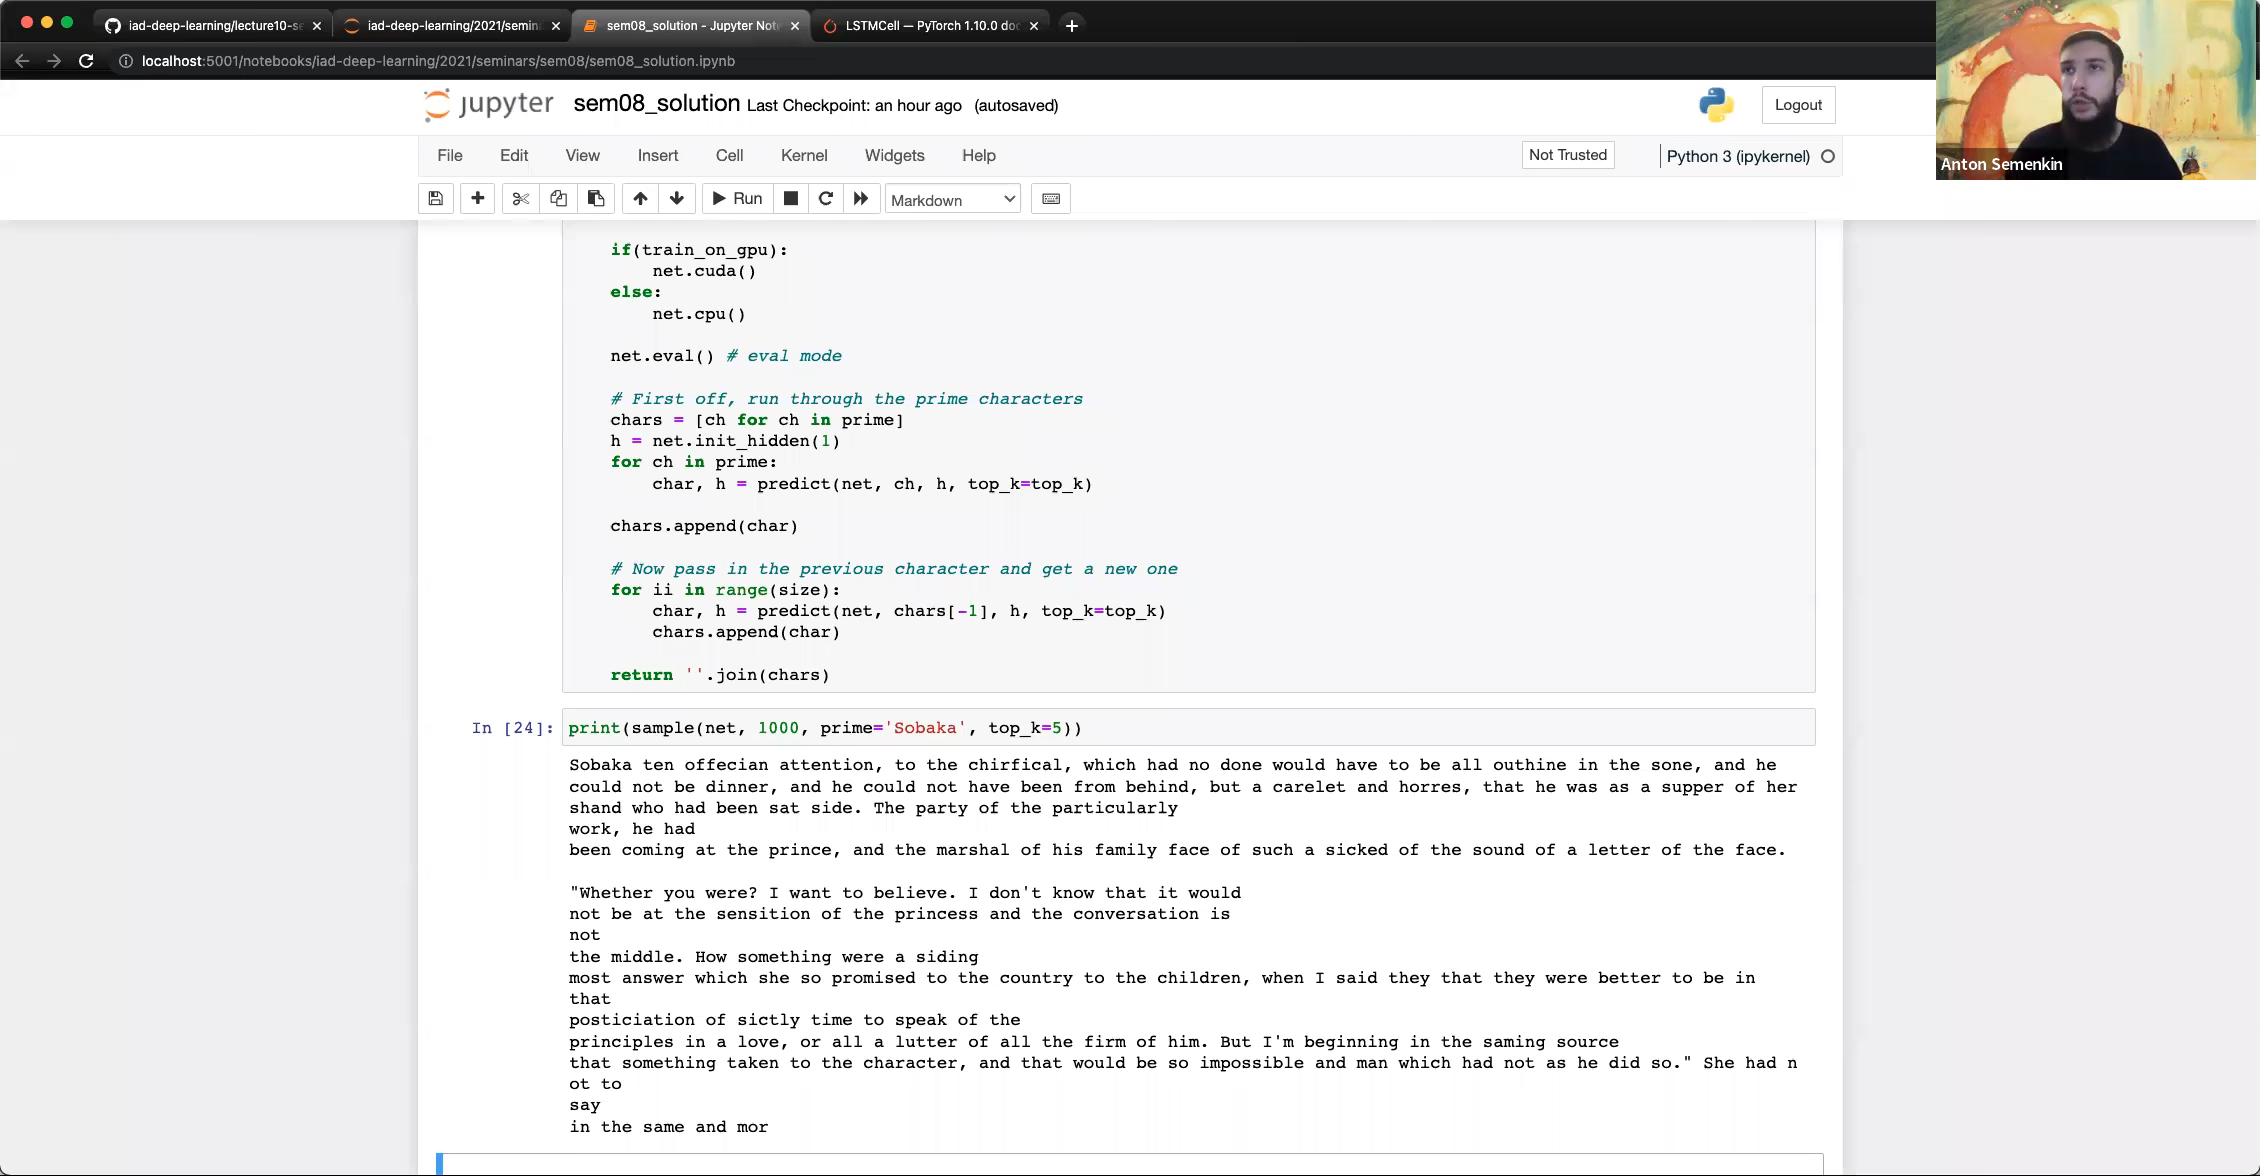 iad-deep-learning/lecture10-se
iad-deep-learning/2021/semin
sem08_solution - Jupyter Note
LSTMCell — PyTorch 1.10.0 doc
localhost:5001/notebooks/iad-deep-learning/2021/seminars/sem08/sem08_solution.ipynb
jupyter sem08_solution Last Checkpoint: an hour ago (autosaved)
Logout
Anton Semenkin
File Edit View Insert Cell Kernel Widgets Help
Not Trusted
Python 3 (ipykernel)
Run
Markdown
if(train_on_gpu):
net.cuda()
else:
net.cpu()
net.eval() # eval mode
# First off, run through the prime characters
chars = [ch for ch in prime]
h = net.init_hidden(1)
for ch in prime:
char, h = predict(net, ch, h, top_k=top_k)
chars.append(char)
# Now pass in the previous character and get a new one
for ii in range(size):
char, h = predict(net, chars[-1], h, top_k=top_k)
chars.append(char)
return ''.join(chars)
In [24]: print(sample(net, 1000, prime='Sobaka', top_k=5))
Sobaka ten offecian attention, to the chirfical, which had no done would have to be all outhine in the sone, and he
could not be dinner, and he could not have been from behind, but a carelet and horres, that he was as a supper of her
shand who had been sat side. The party of the particularly
work, he had
been coming at the prince, and the marshal of his family face of such a sicked of the sound of a letter of the face.
"Whether you were? I want to believe. I don't know that it would
not be at the sensition of the princess and the conversation is
not
the middle. How something were a siding
most answer which she so promised to the country to the children, when I said they that they were better to be in
that
posticiation of sictly time to speak of the
principles in a love, or all a lutter of all the firm of him. But I'm beginning in the saming source
that something taken to the character, and that would be so impossible and man which had not as he did so." She had n
ot to
say
in the same and mor